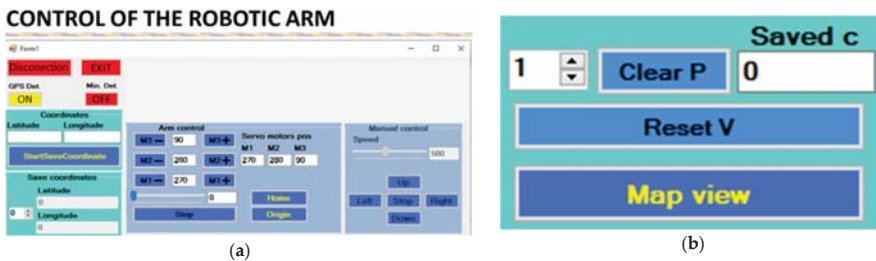 CONTROL OF THE ROBOTIC ARM
Form1
Disconection EXIT
GPS Det. Min. Det.
ON OFF
Coordinates
Latitude Longitude
StartSaveCoordinate
Save coordinates
Latitude
0
0 Longitude
0
Arm control
M3- 90 M3+ Servo motors pos
M1 M2 M3
M2- 280 M2+ 270 280 90
M1- 270 M1+
0 Home
Stop Origin
Manual control
Speed
500
Up
Left Stop Right
Down
(a)
Saved c
1 Clear P 0
Reset V
Map view
(b)